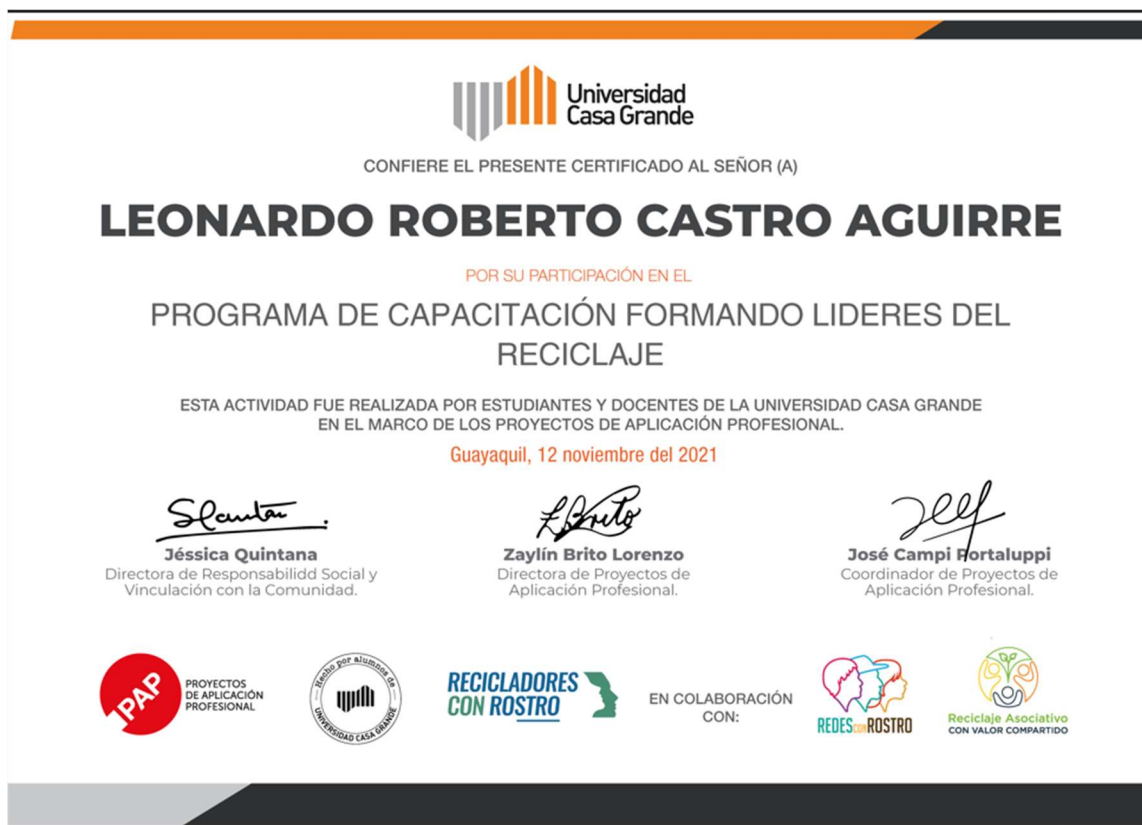 Universidad
Casa Grande
CONFIERE EL PRESENTE CERTIFICADO AL SEÑOR (A)
LEONARDO ROBERTO CASTRO AGUIRRE
POR SU PARTICIPACIÓN EN EL
PROGRAMA DE CAPACITACIÓN FORMANDO LIDERES DEL
RECICLAJE
ESTA ACTIVIDAD FUE REALIZADA POR ESTUDIANTES Y DOCENTES DE LA UNIVERSIDAD CASA GRANDE
EN EL MARCO DE LOS PROYECTOS DE APLICACIÓN PROFESIONAL.
Guayaquil, 12 noviembre del 2021
Jéssica Quintana
Directora de Responsabilidd Social y
Vinculación con la Comunidad.
Z Brito
Zaylín Brito Lorenzo
Directora de Proyectos de
Aplicación Profesional.
José Campi Portaluppi
Coordinador de Proyectos de
Aplicación Profesional.
PAP
PROYECTOS
DE APLICACIÓN
PROFESIONAL
Hecho por alumnos de
UNIVERSIDAD CASA GRANDE
RECICLADORES
CON ROSTRO
EN COLABORACIÓN
CON:
REDES CON ROSTRO
Reciclaje Asociativo
CON VALOR COMPARTIDO